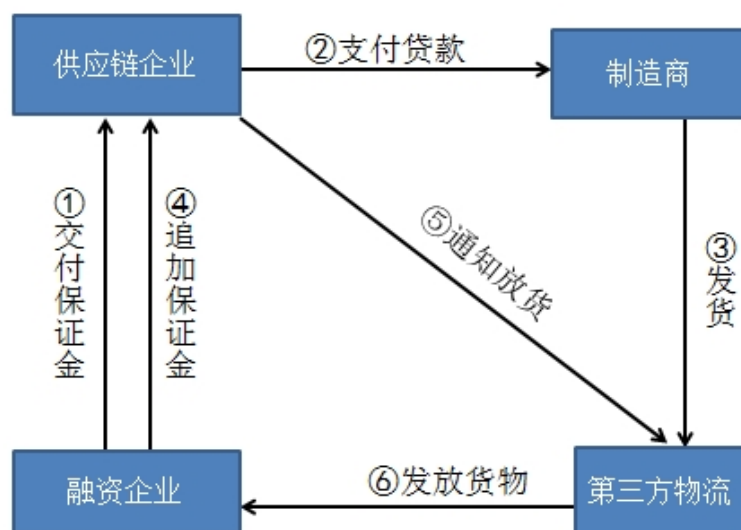 供应链企业
②支付贷款
制造商
①交付保证金
④追加保证金
⑤通知放货
③发货
融资企业
⑥发放货物
第三方物流